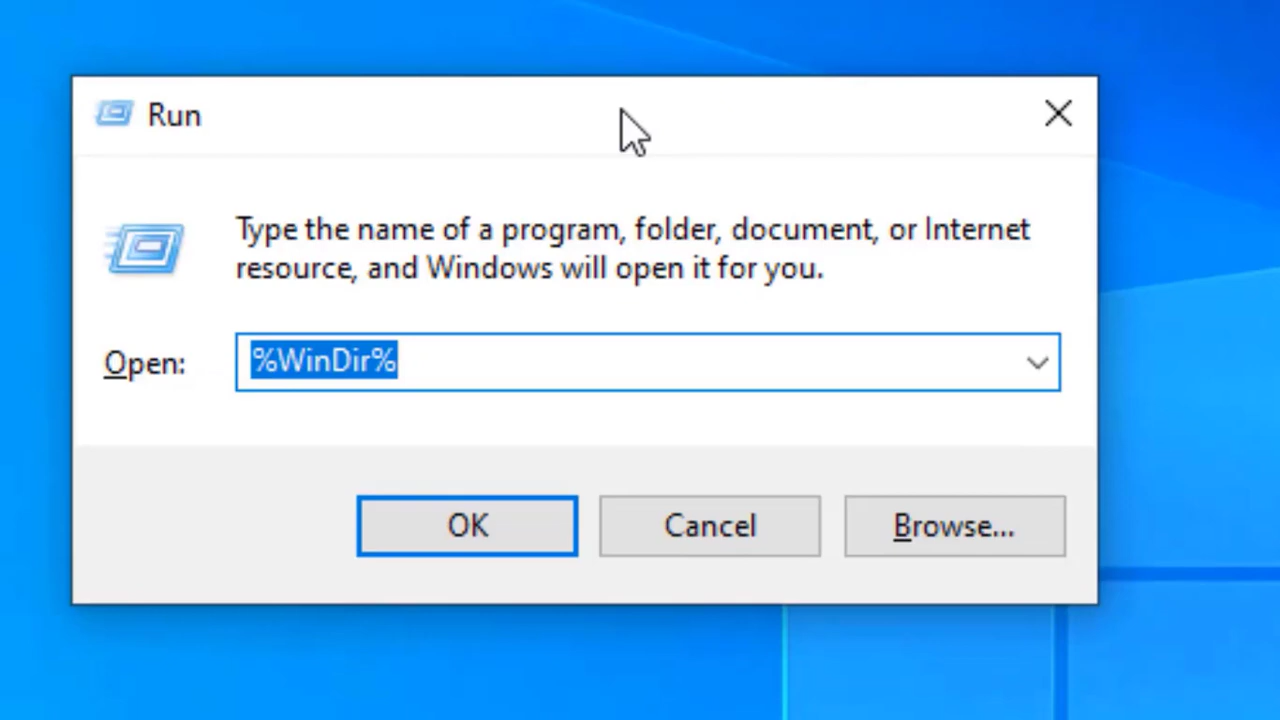 Run
Type the name of a program, folder, document, or Internet
resource, and Windows will open it for you.
Open: %WinDir%
OK Cancel Browse...